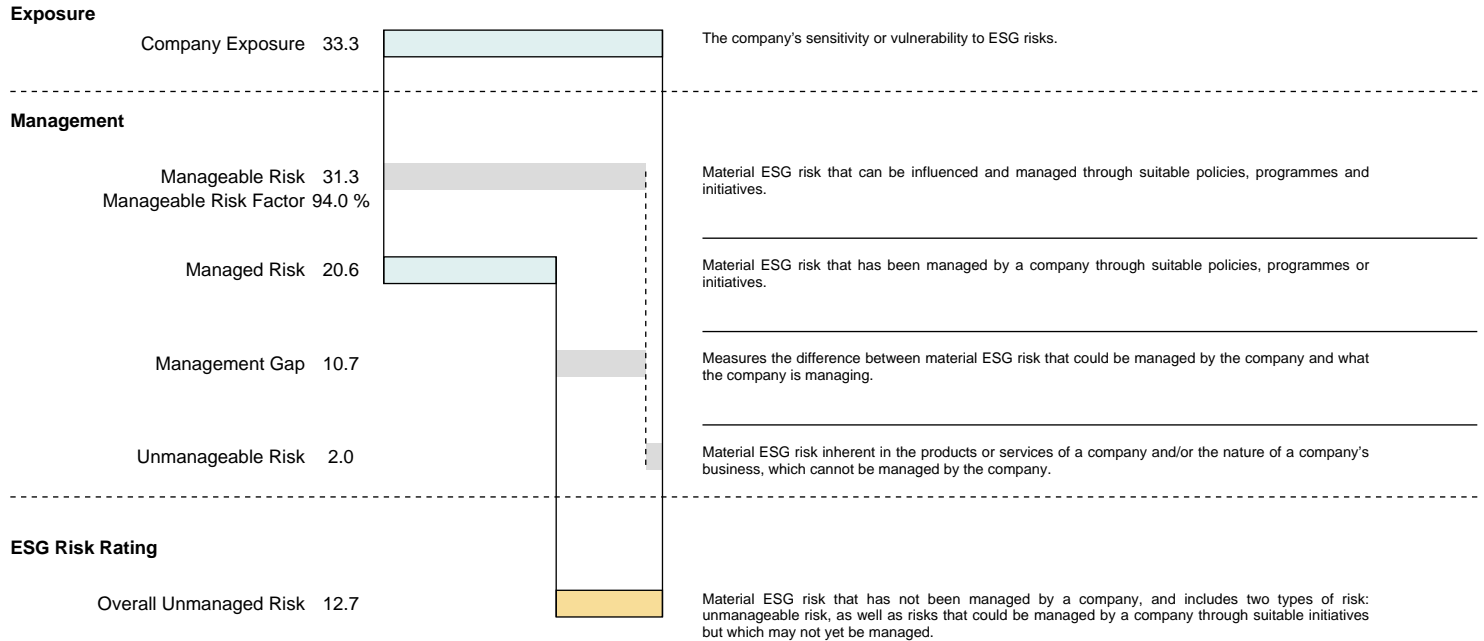 Exposure
Company Exposure 33.3
The company’s sensitivity or vulnerability to ESG risks.
Management
Manageable Risk 31.3
Manageable Risk Factor 94.0 %
Material ESG risk that can be influenced and managed through suitable policies, programmes and
initiatives.
Managed Risk 20.6
Material ESG risk that has been managed by a company through suitable policies, programmes or
initiatives.
Management Gap 10.7
Measures the difference between material ESG risk that could be managed by the company and what
the company is managing.
Unmanageable Risk 2.0
Material ESG risk inherent in the products or services of a company and/or the nature of a company’s
business, which cannot be managed by the company.
ESG Risk Rating
Overall Unmanaged Risk 12.7
Material ESG risk that has not been managed by a company, and includes two types of risk:
unmanageable risk, as well as risks that could be managed by a company through suitable initiatives
but which may not yet be managed.